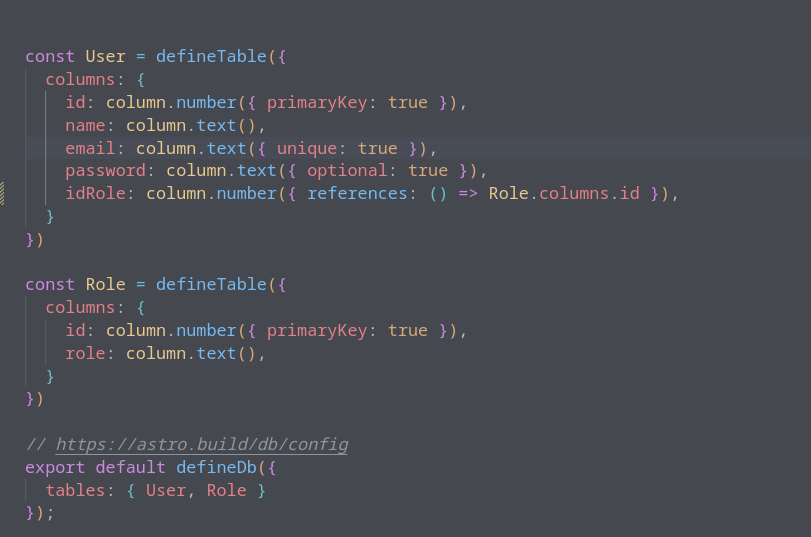 const User = defineTable({
  columns: {
    id: column.number({ primaryKey: true }),
    name: column.text(),
    email: column.text({ unique: true }),
    password: column.text({ optional: true }),
    idRole: column.number({ references: () => Role.columns.id }),
  }
})

const Role = defineTable({
  columns: {
    id: column.number({ primaryKey: true }),
    role: column.text(),
  }
})

// https://astro.build/db/config
export default defineDb({
  tables: { User, Role }
});